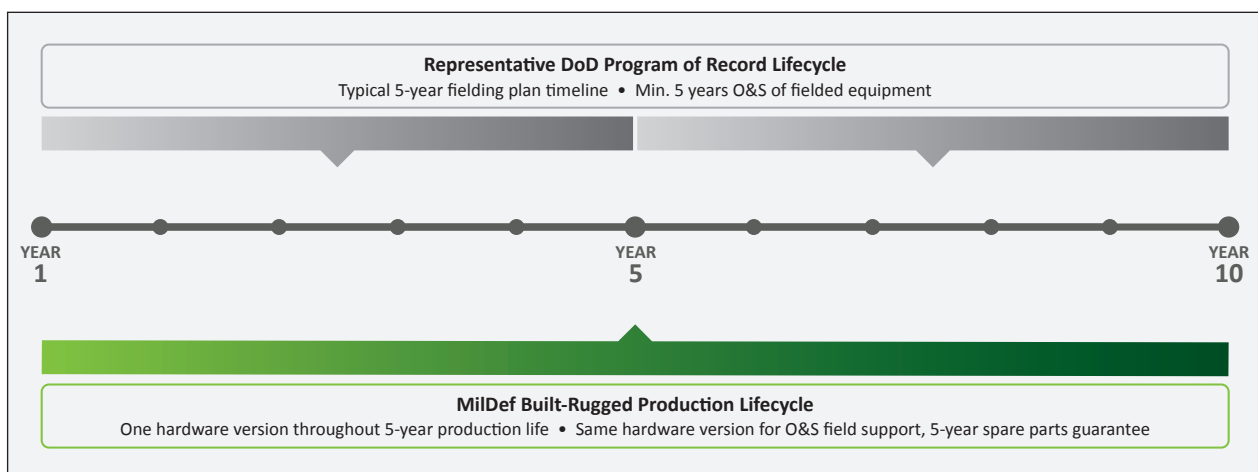 Representative DoD Program of Record Lifecycle
Typical 5-year fielding plan timeline • Min. 5 years O&S of fielded equipment
YEAR
1
YEAR
5
YEAR
10
MilDef Built-Rugged Production Lifecycle
One hardware version throughout 5-year production life • Same hardware version for O&S field support, 5-year spare parts guarantee